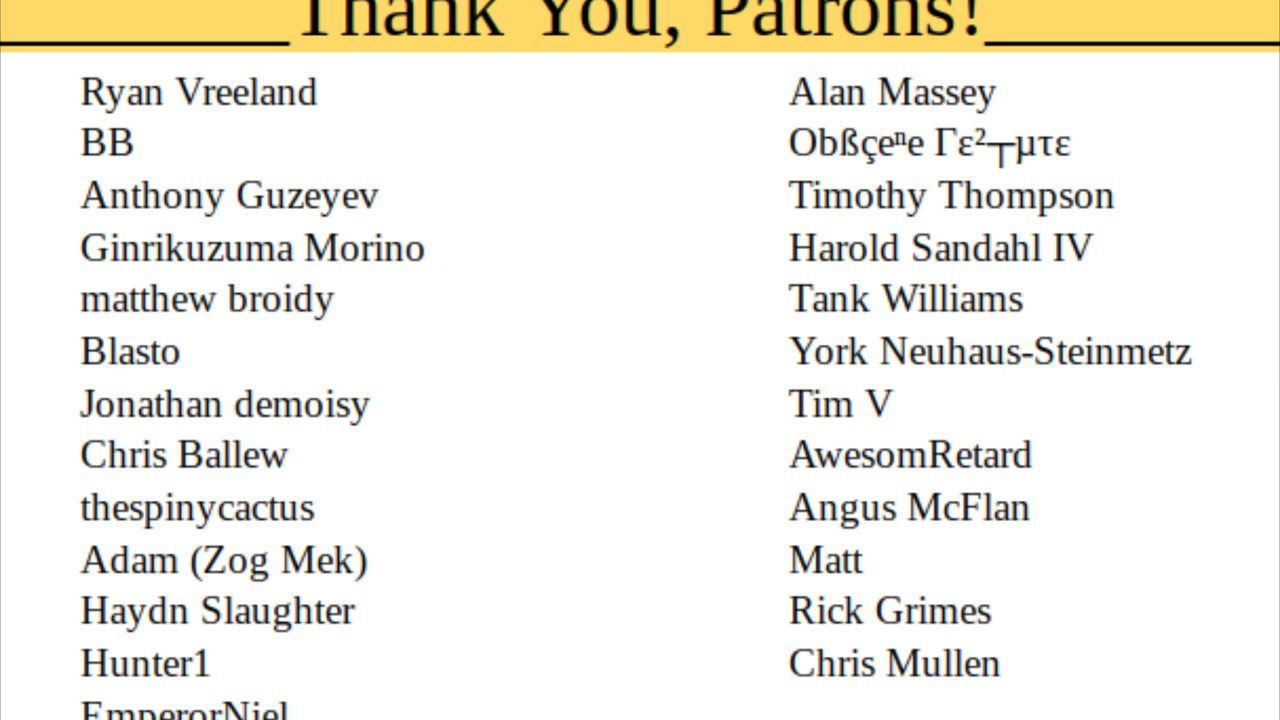 Thank You, Patrons!
Ryan Vreeland
BB
Anthony Guzeyev
Ginrikuzuma Morino
matthew broidy
Blasto
Jonathan demoisy
Chris Ballew
thespinycactus
Adam (Zog Mek)
Haydn Slaughter
Hunter1
EmperorNiel
Alan Massey
Obßçeⁿe Γε²┬µτε
Timothy Thompson
Harold Sandahl IV
Tank Williams
York Neuhaus-Steinmetz
Tim V
AwesomRetard
Angus McFlan
Matt
Rick Grimes
Chris Mullen